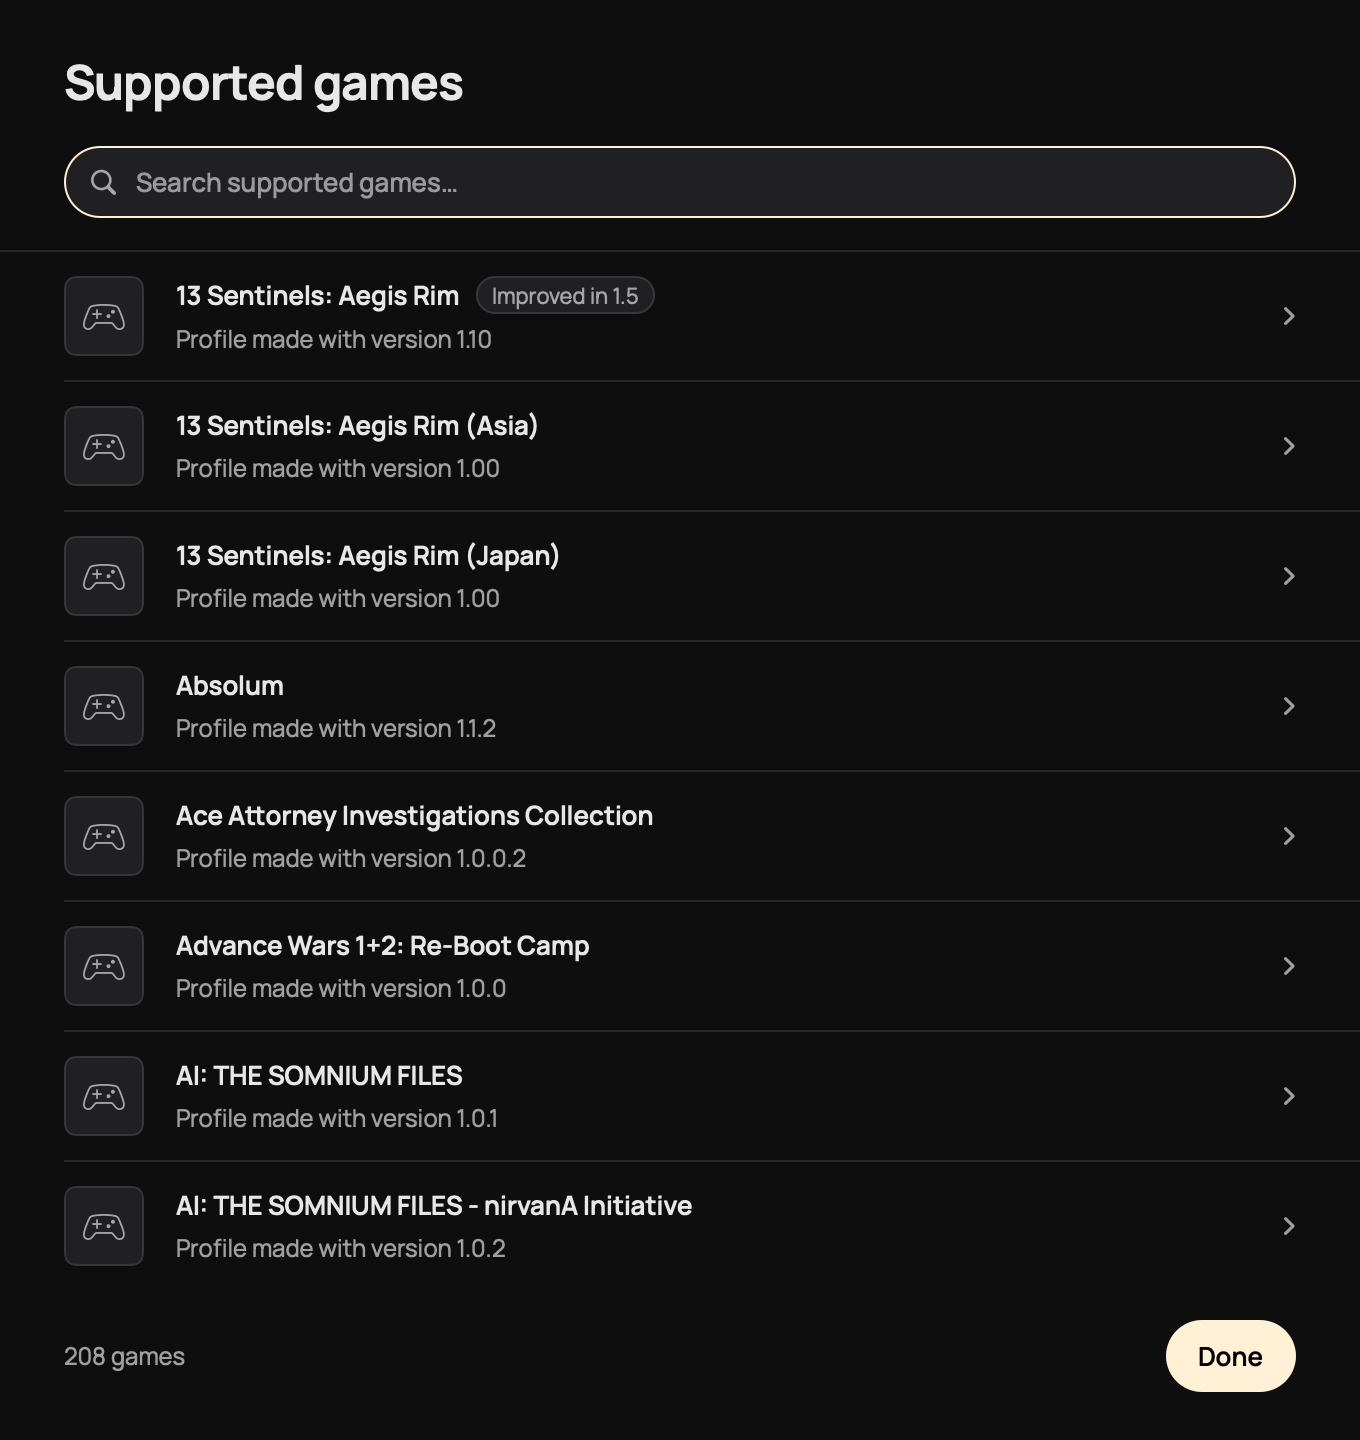 Supported games
Search supported games...
13 Sentinels: Aegis Rim Improved in 1.5
Profile made with version 1.10
13 Sentinels: Aegis Rim (Asia)
Profile made with version 1.00
13 Sentinels: Aegis Rim (Japan)
Profile made with version 1.00
Absolum
Profile made with version 1.1.2
Ace Attorney Investigations Collection
Profile made with version 1.0.0.2
Advance Wars 1+2: Re-Boot Camp
Profile made with version 1.0.0
AI: THE SOMNIUM FILES
Profile made with version 1.0.1
AI: THE SOMNIUM FILES - nirvanA Initiative
Profile made with version 1.0.2
208 games
Done